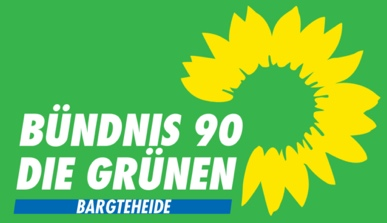 BÜNDNIS 90
DIE GRÜNEN
BARGTEHEIDE